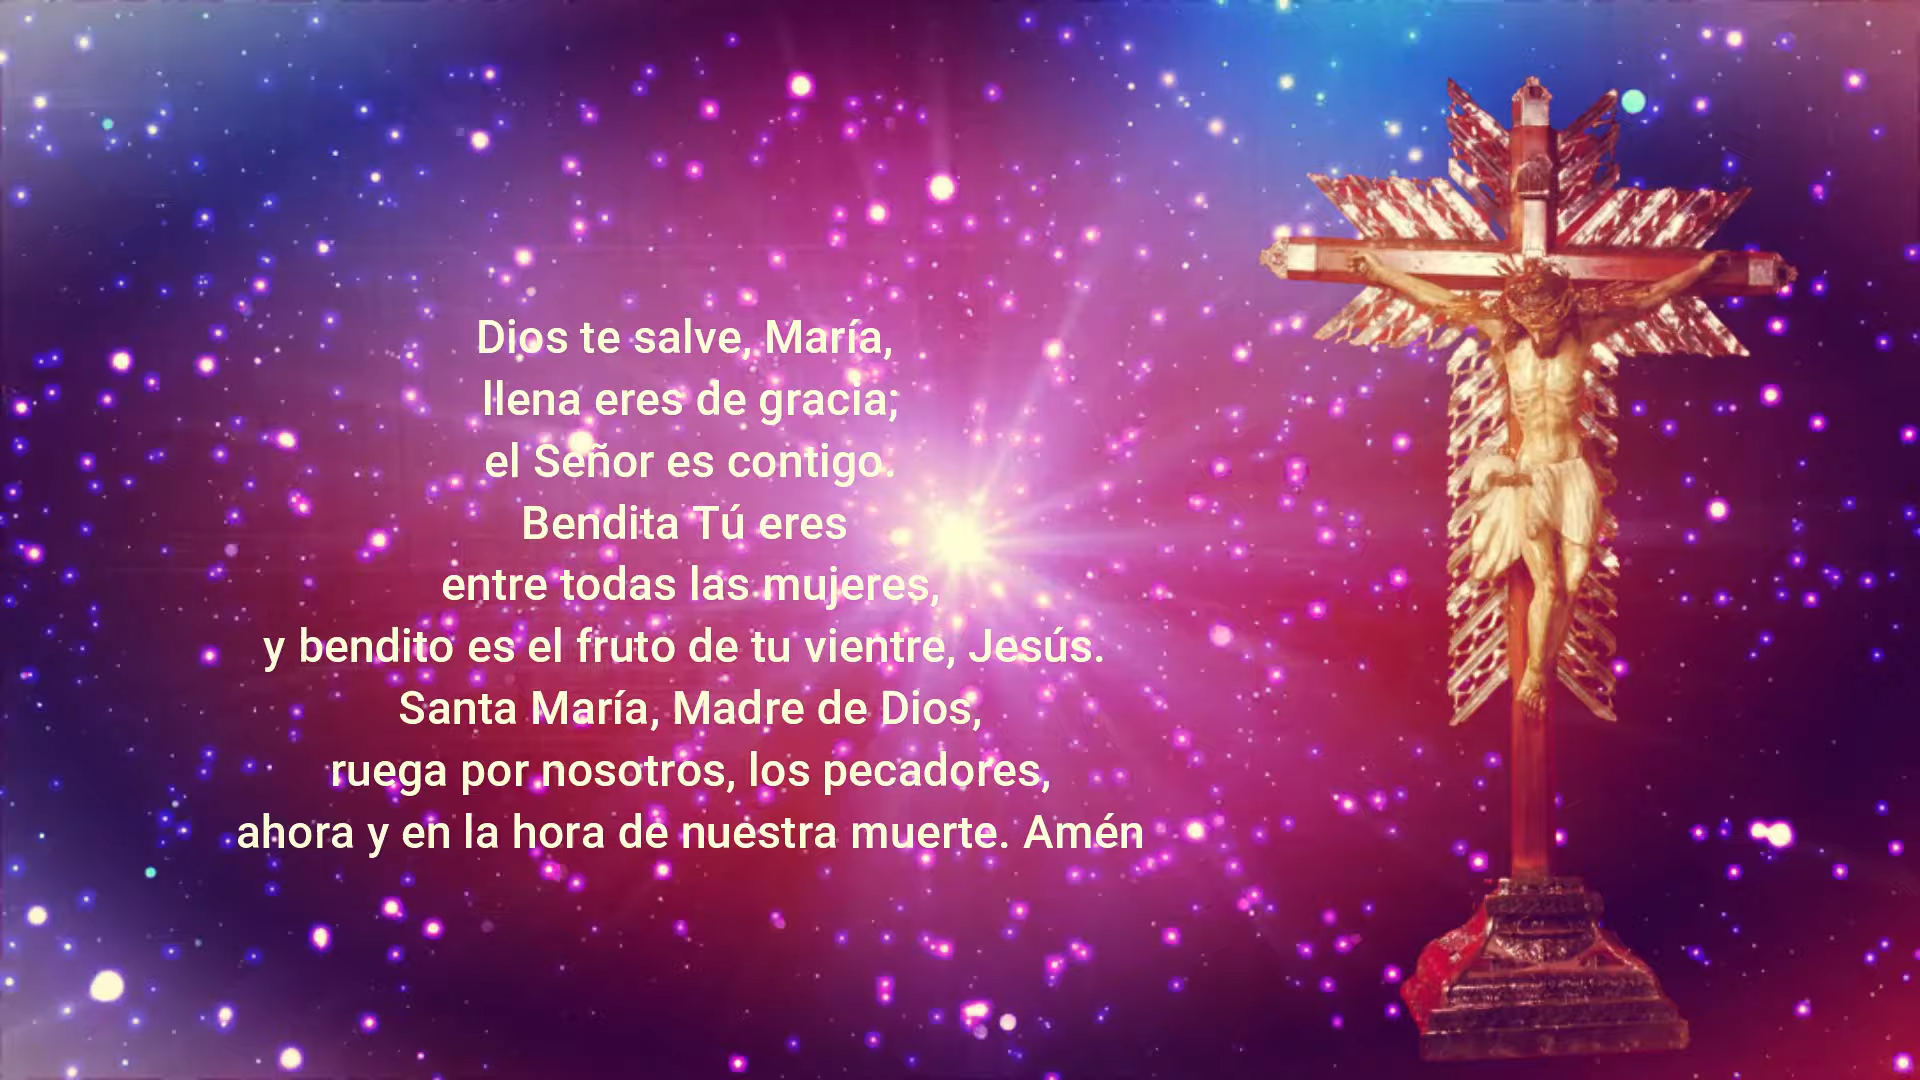 Dios te salve, María,
llena eres de gracia;
el Señor es contigo.
Bendita Tú eres
entre todas las mujeres,
y bendito es el fruto de tu vientre, Jesús.
Santa María, Madre de Dios,
ruega por nosotros, los pecadores,
ahora y en la hora de nuestra muerte. Amén